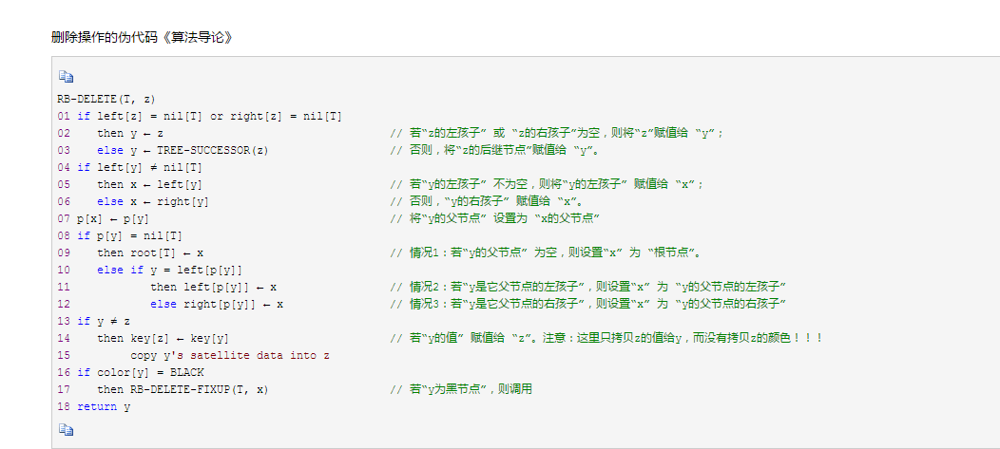 删除操作的伪代码《算法导论》
RB-DELETE(T, z)
01 if left[z] = nil[T] or right[z] = nil[T]
02    then y ← z                                  // 若“z的左孩子” 或 “z的右孩子”为空，则将“z”赋值给 “y”；
03    else y ← TREE-SUCCESSOR(z)                  // 否则，将“z的后继节点”赋值给 “y”。
04 if left[y] ≠ nil[T]
05    then x ← left[y]                            // 若“y的左孩子” 不为空，则将“y的左孩子” 赋值给 “x”；
06    else x ← right[y]                           // 否则，“y的右孩子” 赋值给 “x”。
07 p[x] ← p[y]                                    // 将“y的父节点” 设置为 “x的父节点”
08 if p[y] = nil[T]
09    then root[T] ← x                            // 情况1：若“y的父节点” 为空，则设置“x” 为 “根节点”。
10    else if y = left[p[y]]
11            then left[p[y]] ← x                 // 情况2：若“y是它父节点的左孩子”，则设置“x” 为 “y的父节点的左孩子”
12            else right[p[y]] ← x                // 情况3：若“y是它父节点的右孩子”，则设置“x” 为 “y的父节点的右孩子”
13 if y ≠ z
14    then key[z] ← key[y]                        // 若“y的值” 赋值给 “z”。注意：这里只拷贝z的值给y，而没有拷贝z的颜色！！！
15         copy y's satellite data into z
16 if color[y] = BLACK
17    then RB-DELETE-FIXUP(T, x)                  // 若“y为黑节点”，则调用
18 return y